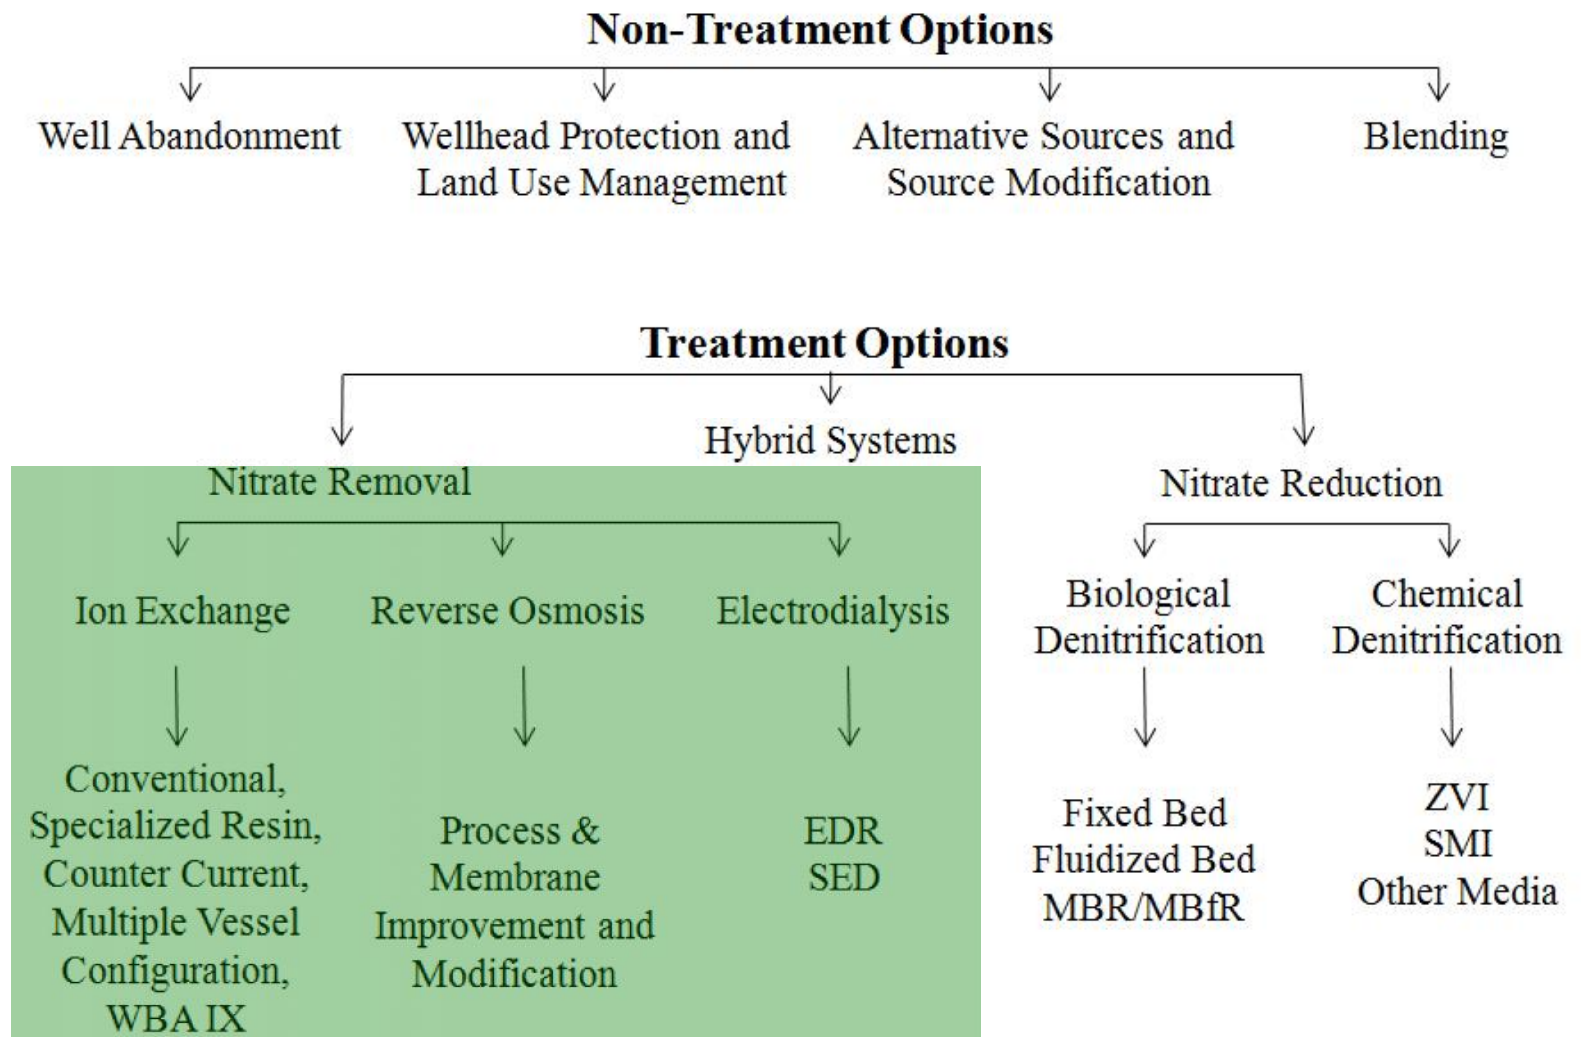 Non-Treatment Options
Well Abandonment
Wellhead Protection and
Land Use Management
Alternative Sources and
Source Modification
Blending
Treatment Options
Nitrate Removal
Hybrid Systems
Nitrate Reduction
Ion Exchange
Reverse Osmosis
Electrodialysis
Biological
Denitrification
Chemical
Denitrification
Conventional,
Specialized Resin,
Counter Current,
Multiple Vessel
Configuration,
WBA IX
Process &
Membrane
Improvement and
Modification
EDR
SED
Fixed Bed
Fluidized Bed
MBR/MBfR
ZVI
SMI
Other Media